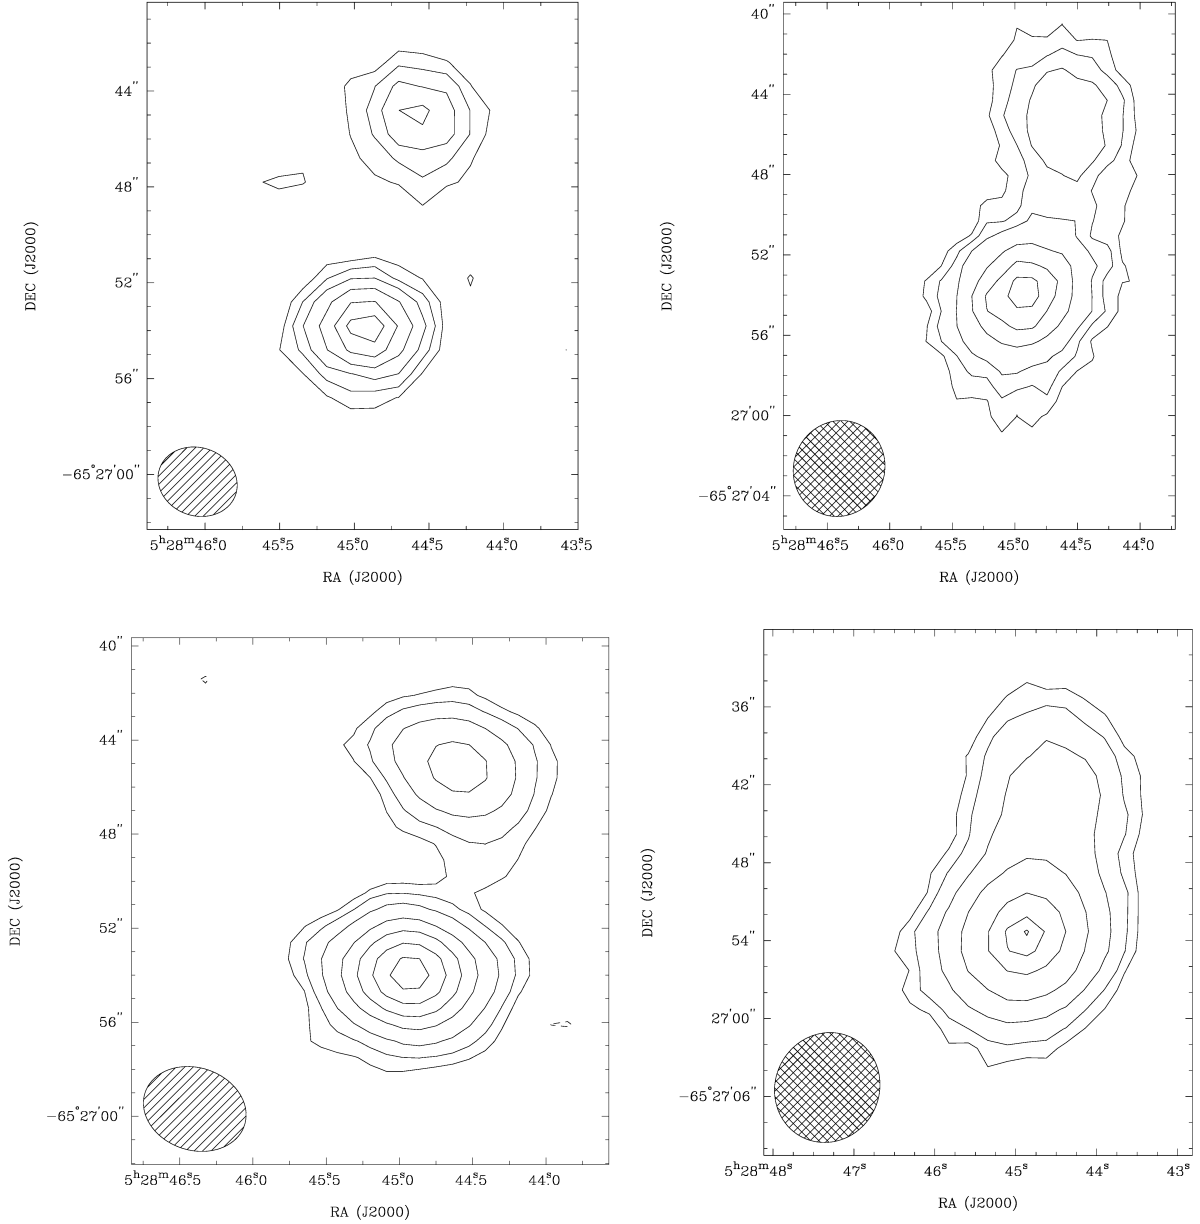 44"
48"
52"
56"
−65°27'00"
5ʰ28ᵐ46ˢ.0 45ˢ.5 45ˢ.0 44ˢ.5 44ˢ.0 43ˢ.5
RA (J2000)
DEC (J2000)
40"
44"
48"
52"
56"
27'00"
−65°27'04"
5ʰ28ᵐ46ˢ.5 46ˢ.0 45ˢ.5 45ˢ.0 44ˢ.5 44ˢ.0
RA (J2000)
DEC (J2000)
40"
44"
48"
52"
56"
−65°27'00"
5ʰ28ᵐ46ˢ.5 46ˢ.0 45ˢ.5 45ˢ.0 44ˢ.5 44ˢ.0
RA (J2000)
DEC (J2000)
36"
42"
48"
54"
27'00"
−65°27'06"
5ʰ28ᵐ48ˢ 47ˢ 46ˢ 45ˢ 44ˢ 43ˢ
RA (J2000)
DEC (J2000)